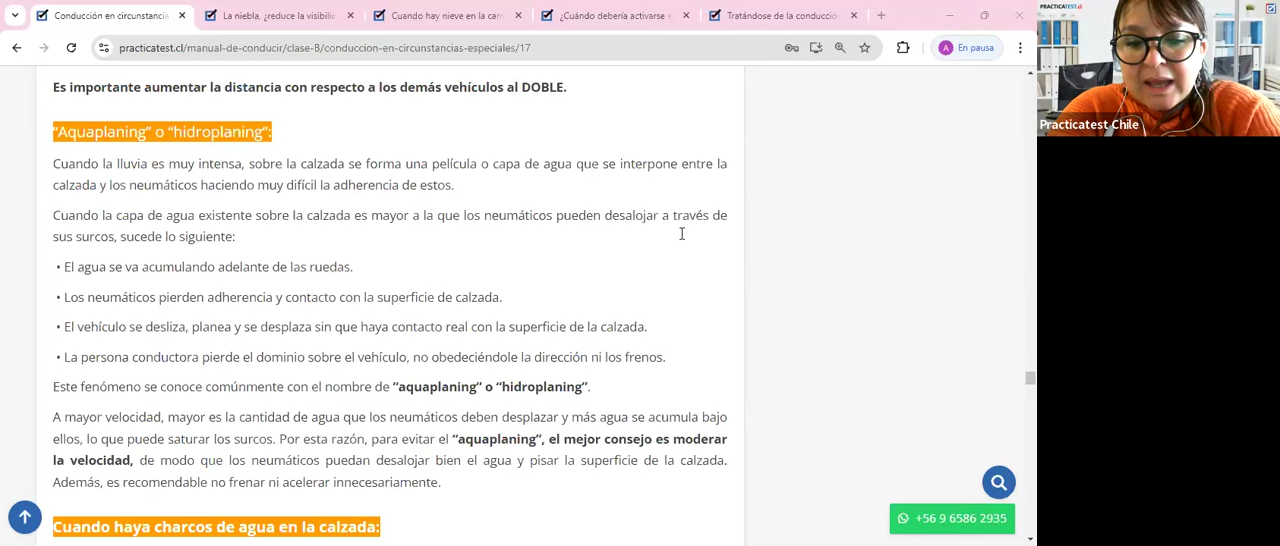 Conducción en circunstancia
La niebla, ¿reduce la visibilic
Cuando hay nieve en la carre
¿Cuándo debería activarse e
Tratándose de la conducció
practicatest.cl/manual-de-conducir/clase-B/conduccion-en-circunstancias-especiales/17
A En pausa
PRACTICATEST.cl
Practicatest Chile
Es importante aumentar la distancia con respecto a los demás vehículos al DOBLE.
“Aquaplaning” o “hidroplaning”:
Cuando la lluvia es muy intensa, sobre la calzada se forma una película o capa de agua que se interpone entre la
calzada y los neumáticos haciendo muy difícil la adherencia de estos.
Cuando la capa de agua existente sobre la calzada es mayor a la que los neumáticos pueden desalojar a través de
sus surcos, sucede lo siguiente:
• El agua se va acumulando adelante de las ruedas.
• Los neumáticos pierden adherencia y contacto con la superficie de calzada.
• El vehículo se desliza, planea y se desplaza sin que haya contacto real con la superficie de la calzada.
• La persona conductora pierde el dominio sobre el vehículo, no obedeciéndole la dirección ni los frenos.
Este fenómeno se conoce comúnmente con el nombre de “aquaplaning” o “hidroplaning”.
A mayor velocidad, mayor es la cantidad de agua que los neumáticos deben desplazar y más agua se acumula bajo
ellos, lo que puede saturar los surcos. Por esta razón, para evitar el “aquaplaning”, el mejor consejo es moderar
la velocidad, de modo que los neumáticos puedan desalojar bien el agua y pisar la superficie de la calzada.
Además, es recomendable no frenar ni acelerar innecesariamente.
Cuando haya charcos de agua en la calzada:
+56 9 6586 2935